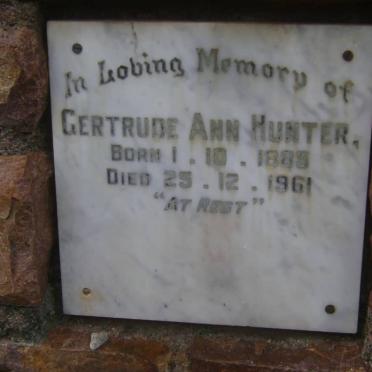 In Loving Memory of
GERTRUDE ANN HUNTER,
BORN 1 . 10 . 1889
DIED 25 . 12 . 1961
"AT REST"